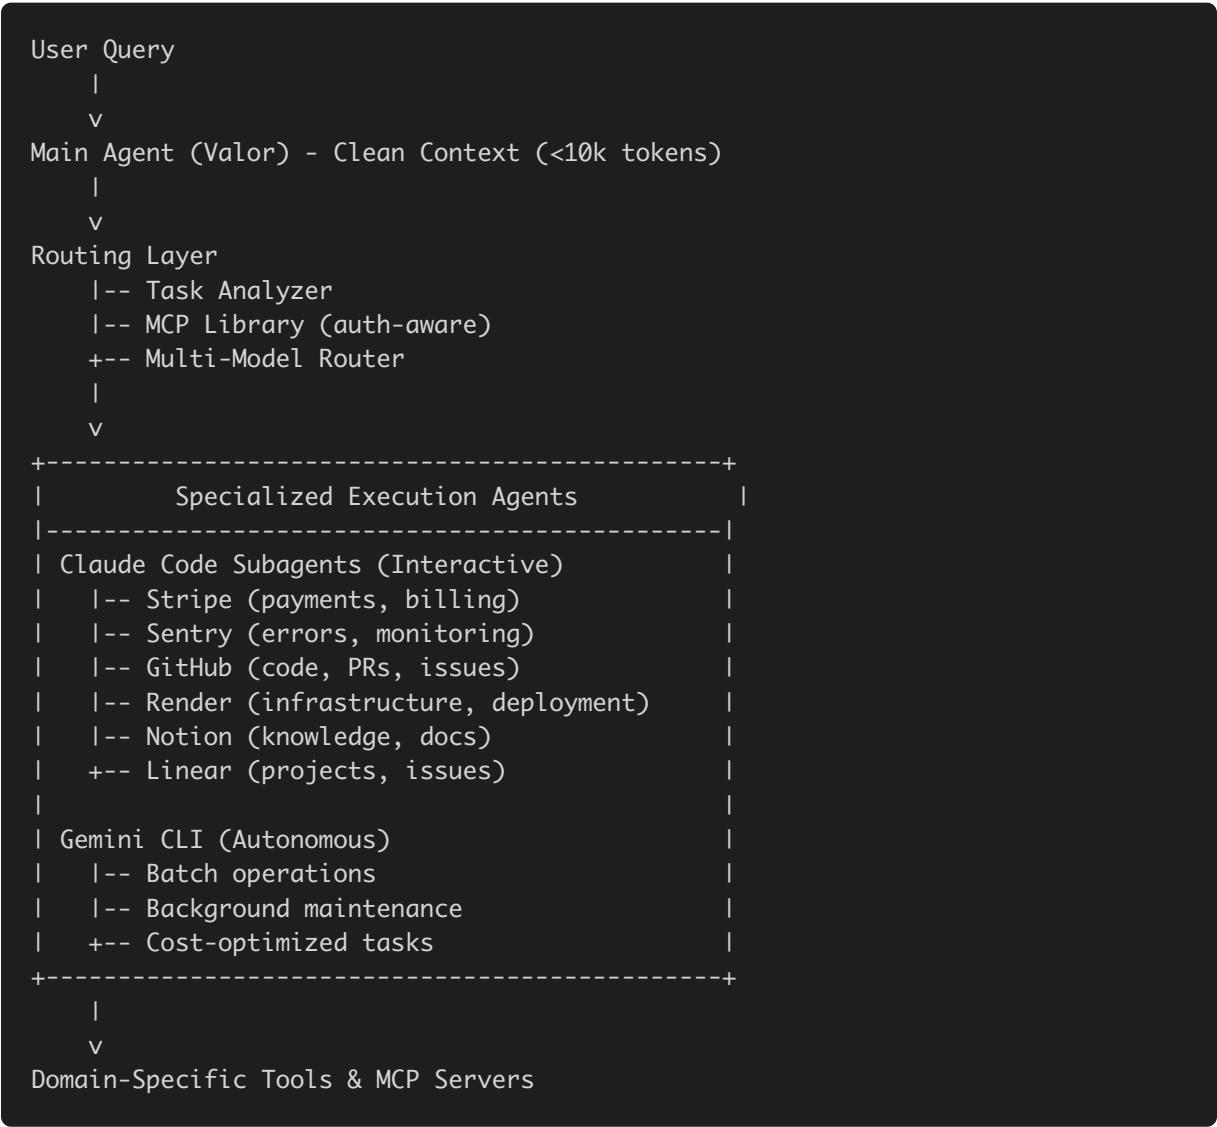 User Query
    |
    v
Main Agent (Valor) - Clean Context (<10k tokens)
    |
    v
Routing Layer
    |-- Task Analyzer
    |-- MCP Library (auth-aware)
    +-- Multi-Model Router
    |
    v
+-----------------------------------------------+
|         Specialized Execution Agents           |
|-----------------------------------------------|
| Claude Code Subagents (Interactive)           |
|   |-- Stripe (payments, billing)              |
|   |-- Sentry (errors, monitoring)             |
|   |-- GitHub (code, PRs, issues)              |
|   |-- Render (infrastructure, deployment)     |
|   |-- Notion (knowledge, docs)                |
|   +-- Linear (projects, issues)               |
|                                               |
| Gemini CLI (Autonomous)                       |
|   |-- Batch operations                        |
|   |-- Background maintenance                  |
|   +-- Cost-optimized tasks                    |
+-----------------------------------------------+
    |
    v
Domain-Specific Tools & MCP Servers